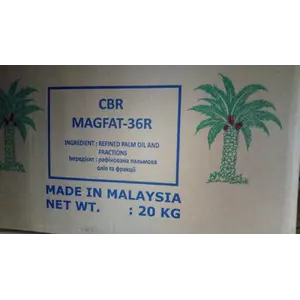 CBR
MAGFAT-36R
INGREDIENT : REFINED PALM OIL AND
FRACTIONS
Інгредієнт : рафінована пальмова
олія та фракції
MADE IN MALAYSIA
NET WT. : 20 KG